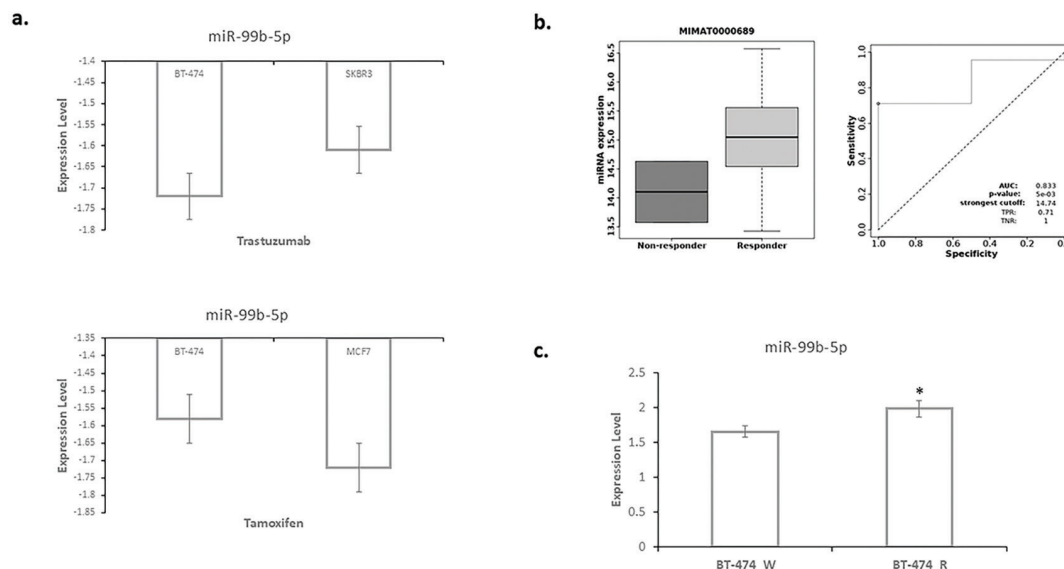 a.
miR-99b-5p
-1.4
-1.45
-1.5
-1.55
-1.6
-1.65
-1.7
-1.75
-1.8
Expression Level
BT-474
SKBR3
Trastuzumab
miR-99b-5p
-1.35
-1.4
-1.45
-1.5
-1.55
-1.6
-1.65
-1.7
-1.75
-1.8
-1.85
Expression Level
BT-474
MCF7
Tamoxifen
b.
MIMAT0000689
miRNA expression
16.5
16.0
15.5
15.0
14.5
14.0
13.5
Non-responder Responder
Sensitivity
1.0
0.8
0.6
0.4
0.2
0.0
AUC: 0.833
p-value: 5e-03
strongest cutoff: 14.74
TPR: 0.71
TNR: 1
1.0 0.8 0.6 0.4 0.2
Specificity
c.
miR-99b-5p
Expression Level
2.5
2
1.5
1
0.5
0
*
BT-474_W BT-474_R